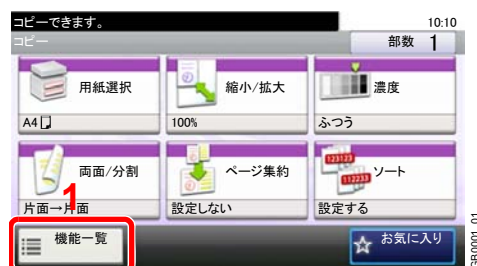 コピーできます。
10:10
コピー
部数 1
用紙選択
A4
縮小/拡大
100%
濃度
ふつう
両面/分割
片面→片面
ページ集約
設定しない
123123
112233
ソート
設定する
1
機能一覧
お気に入り
GB0001_01